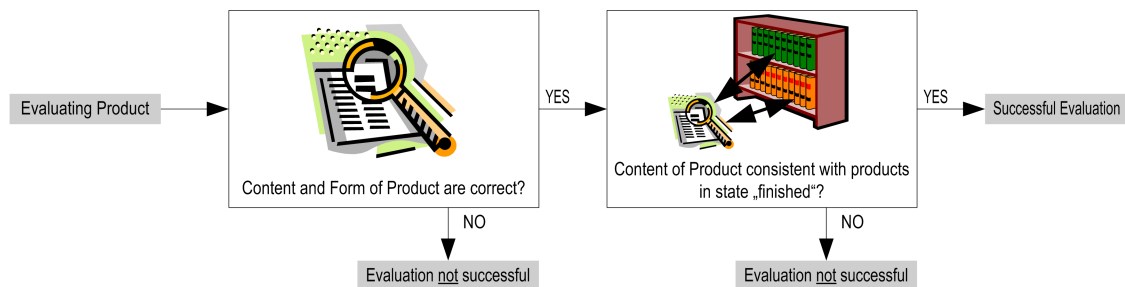 Evaluating Product
Content and Form of Product are correct?
YES
NO
Evaluation not successful
Content of Product consistent with products
in state „finished“?
YES
NO
Evaluation not successful
Successful Evaluation